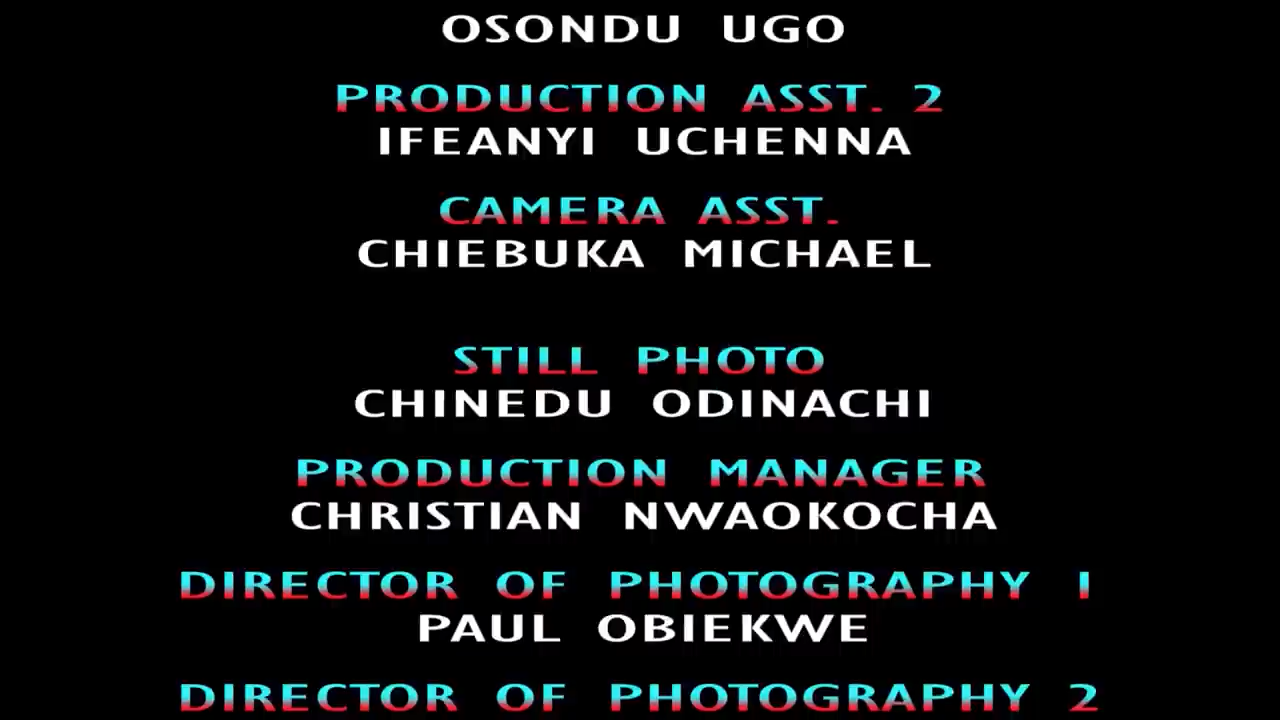 OSONDU UGO
PRODUCTION ASST. 2
IFEANYI UCHENNA
CAMERA ASST.
CHIEBUKA MICHAEL
STILL PHOTO
CHINEDU ODINACHI
PRODUCTION MANAGER
CHRISTIAN NWAOKOCHA
DIRECTOR OF PHOTOGRAPHY 1
PAUL OBIEKWE
DIRECTOR OF PHOTOGRAPHY 2